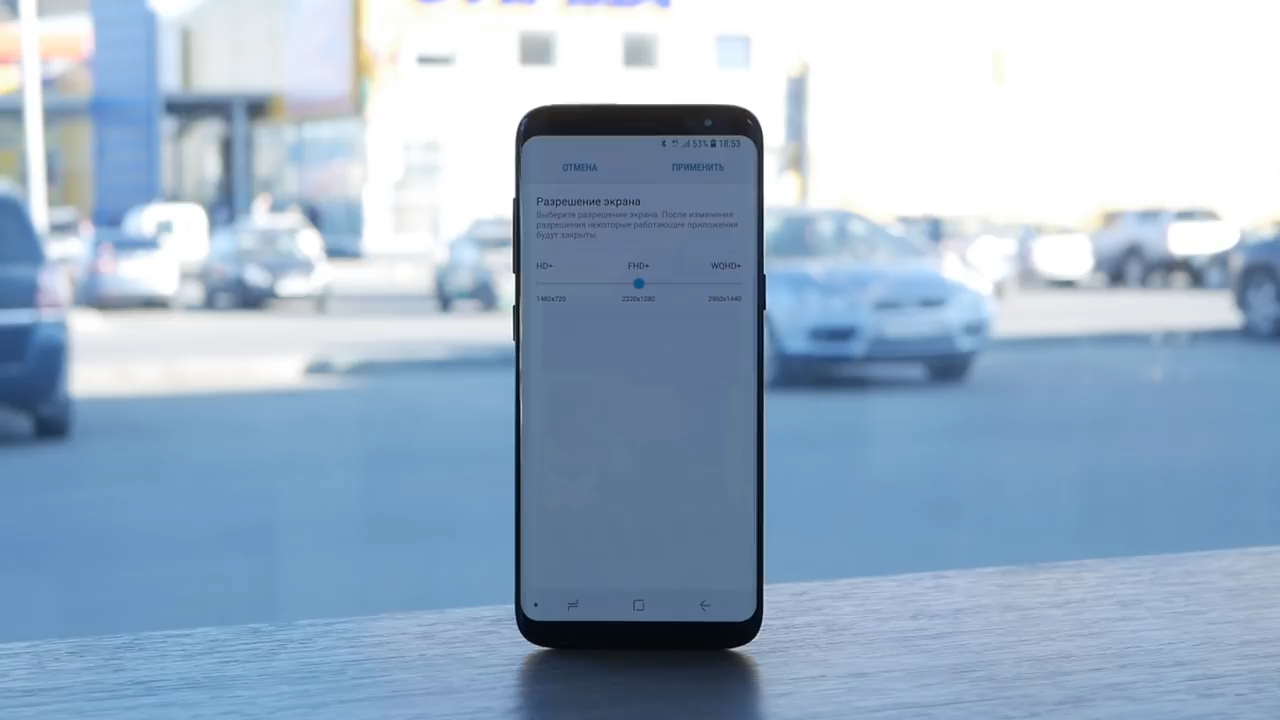 53% 18:53
ОТМЕНА ПРИМЕНИТЬ
Разрешение экрана
Выберите разрешение экрана. После изменения
разрешения некоторые работающие приложения
будут закрыты.
HD+ FHD+ WQHD+
1480x720 2220x1080 2960x1440